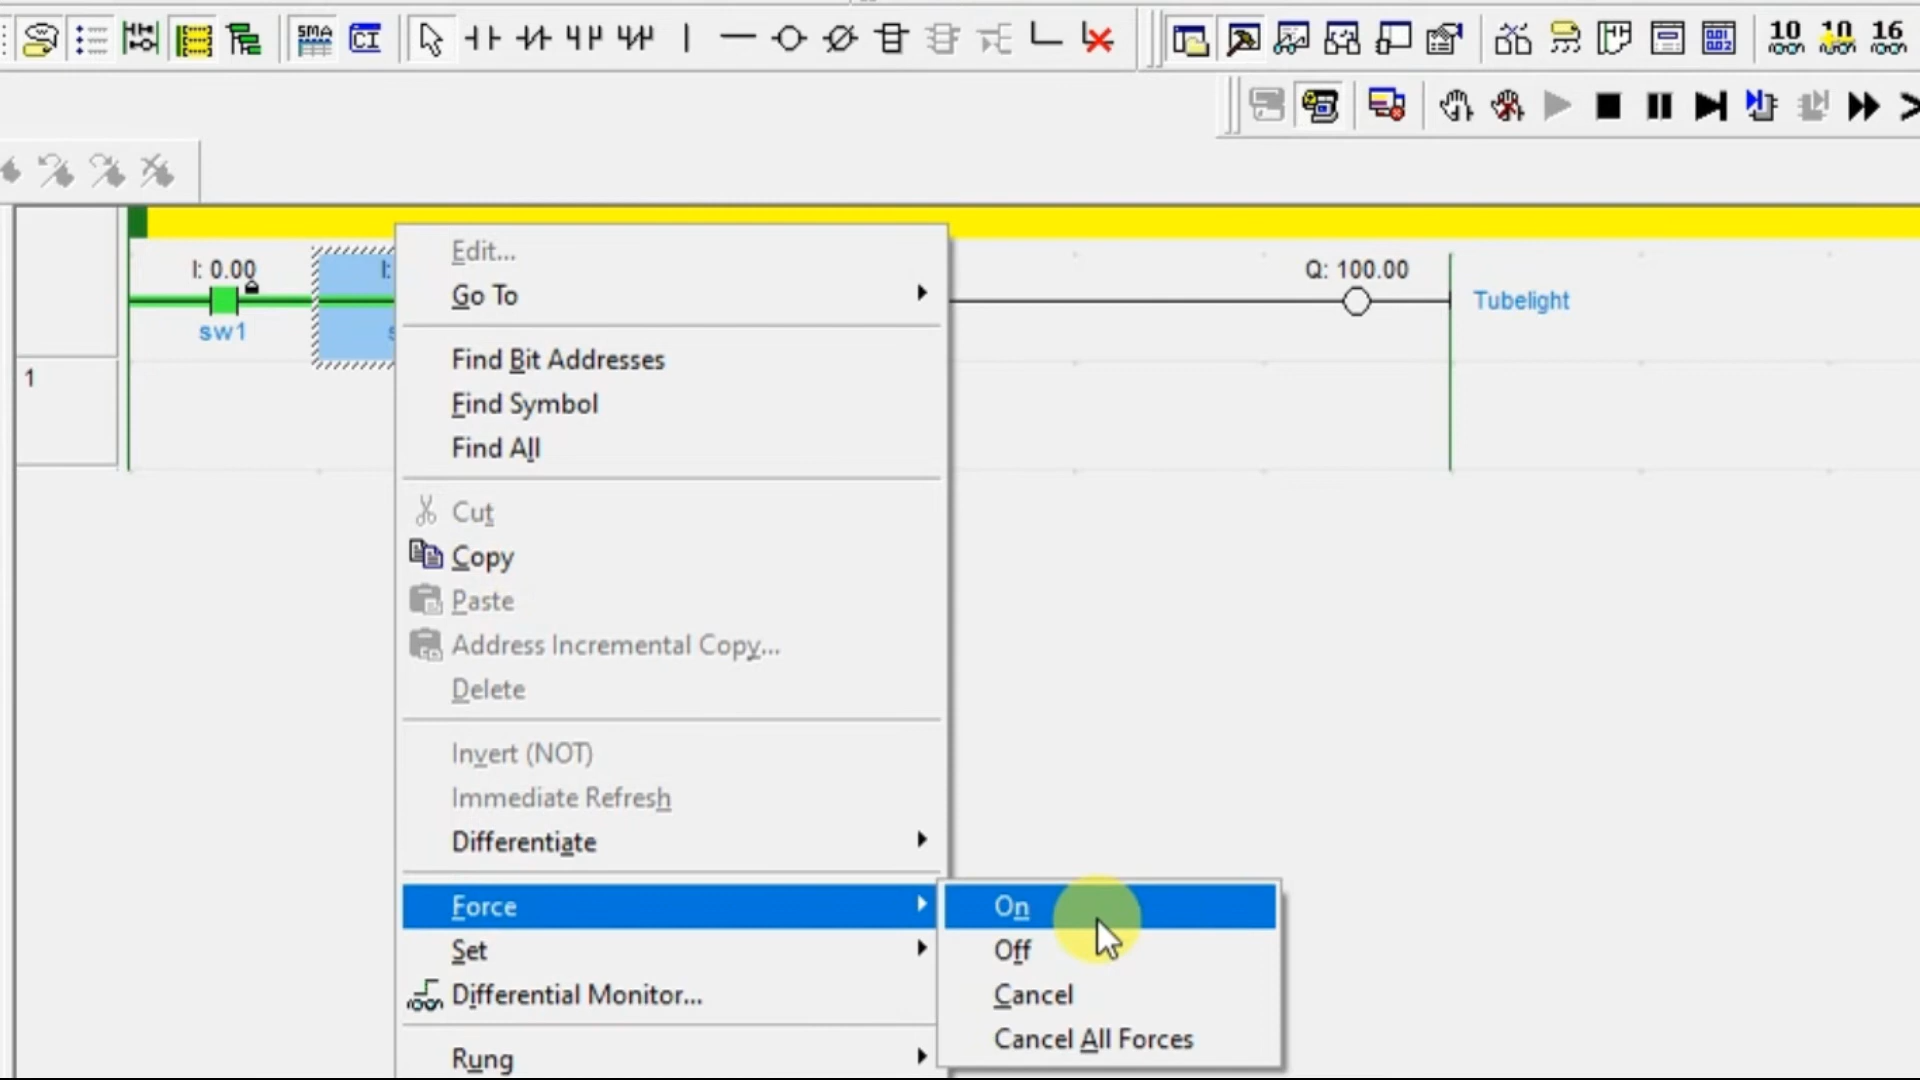 SMA
CI
10
10
16
I: 0.00
I:
Q: 100.00
Tubelight
sw1
s
1
Edit...
Go To
Find Bit Addresses
Find Symbol
Find All
Cut
Copy
Paste
Address Incremental Copy...
Delete
Invert (NOT)
Immediate Refresh
Differentiate
Force
On
Set
Off
Differential Monitor...
Cancel
Cancel All Forces
Rung